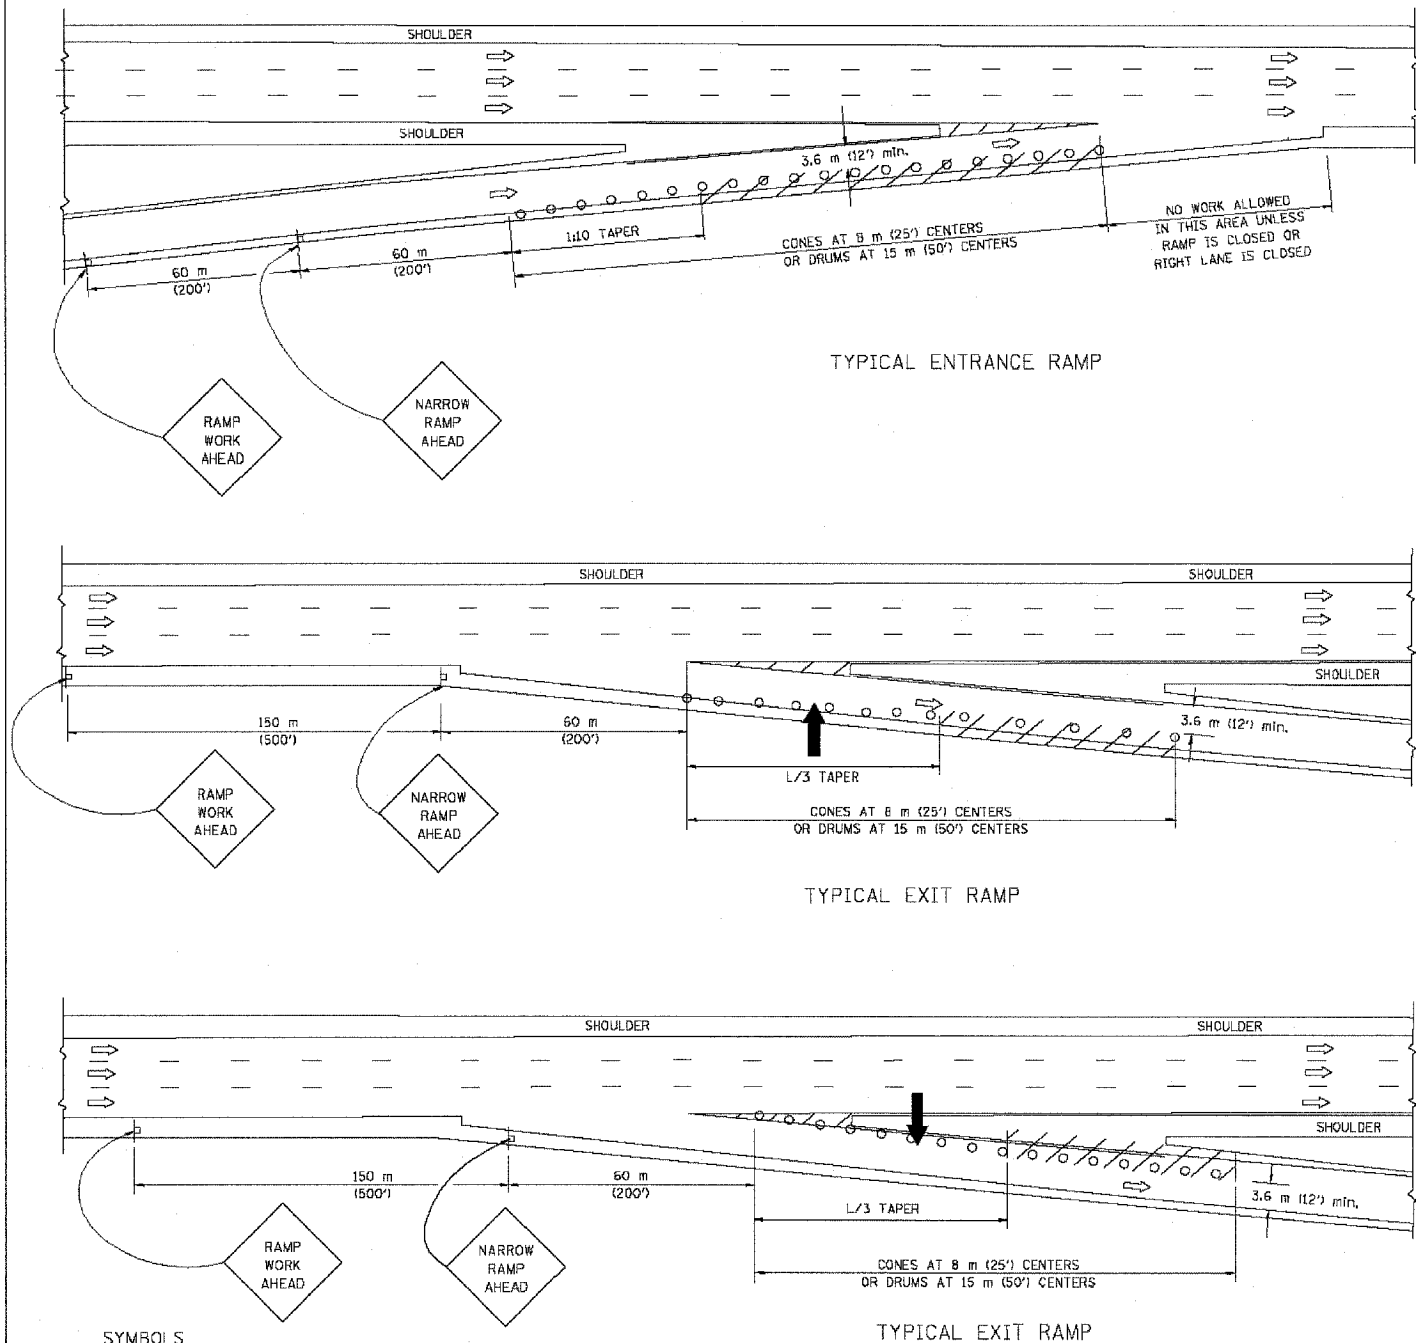 SHOULDER
SHOULDER
3.6 m (12') min.
1:10 TAPER
CONES AT 8 m (25') CENTERS
OR DRUMS AT 15 m (50') CENTERS
NO WORK ALLOWED
IN THIS AREA UNLESS
RAMP IS CLOSED OR
RIGHT LANE IS CLOSED
60 m
(200')
60 m
(200')
TYPICAL ENTRANCE RAMP
RAMP
WORK
AHEAD
NARROW
RAMP
AHEAD
SHOULDER
SHOULDER
SHOULDER
150 m
(500')
60 m
(200')
3.6 m (12') min.
L/3 TAPER
CONES AT 8 m (25') CENTERS
OR DRUMS AT 15 m (50') CENTERS
RAMP
WORK
AHEAD
NARROW
RAMP
AHEAD
TYPICAL EXIT RAMP
SHOULDER
SHOULDER
SHOULDER
150 m
(500')
60 m
(200')
3.6 m (12') min.
L/3 TAPER
CONES AT 8 m (25') CENTERS
OR DRUMS AT 15 m (50') CENTERS
RAMP
WORK
AHEAD
NARROW
RAMP
AHEAD
TYPICAL EXIT RAMP
SYMBOLS